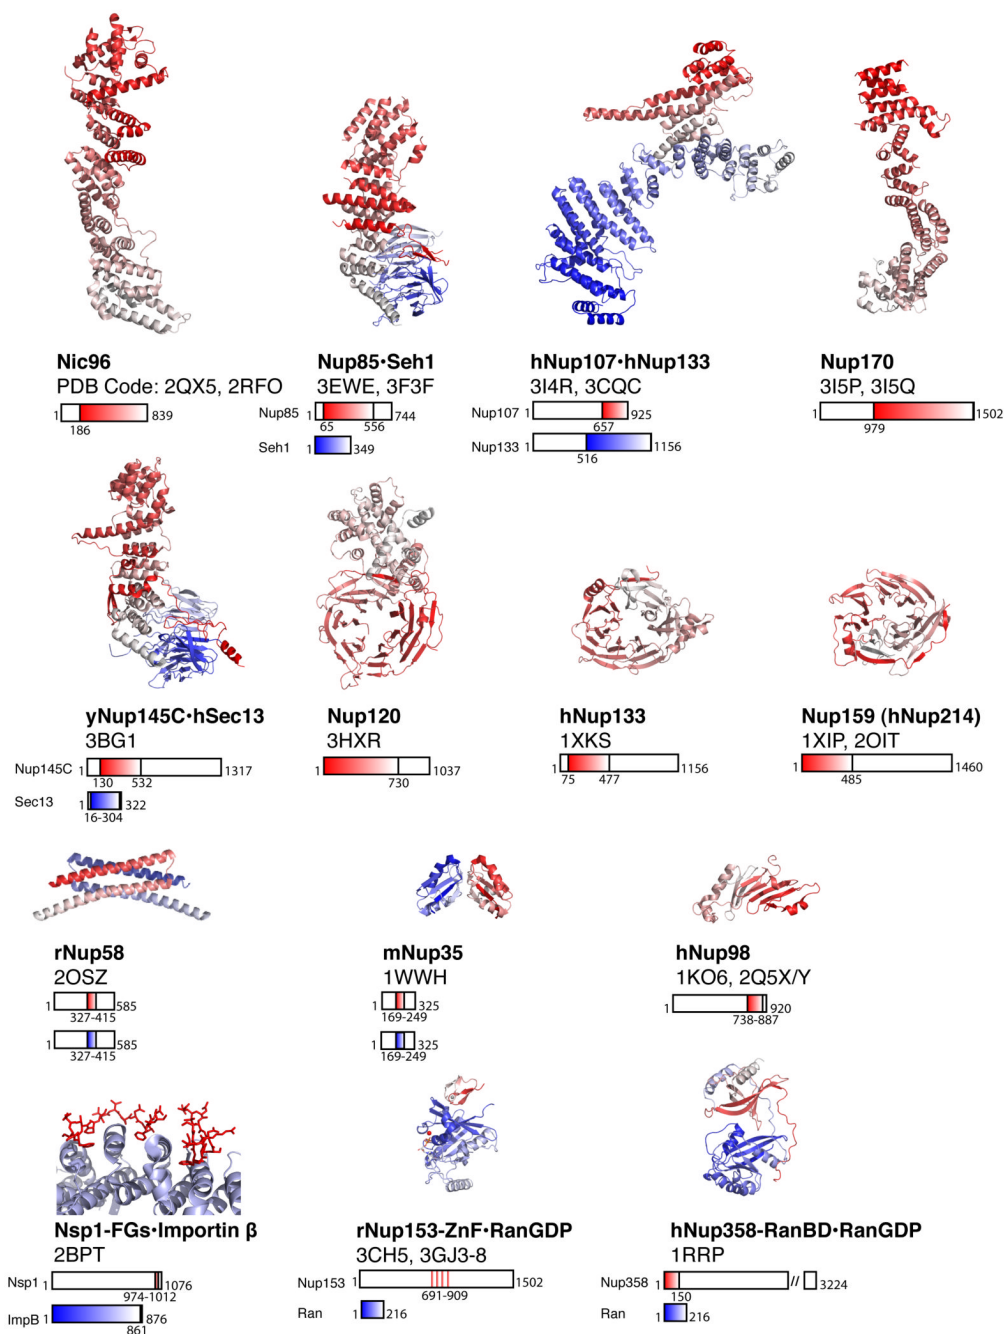 Nic96
PDB Code: 2QX5, 2RFO
1 839
186
Nup85•Seh1
3EWE, 3F3F
Nup85 1 744
65 556
Seh1 1 349
hNup107•hNup133
3I4R, 3CQC
Nup107 1 925
657
Nup133 1 1156
516
Nup170
3I5P, 3I5Q
1 1502
979
yNup145C•hSec13
3BG1
Nup145C 1 1317
130 532
Sec13 1 322
16-304
Nup120
3HXR
1 1037
730
hNup133
1XKS
1 1156
75 477
Nup159 (hNup214)
1XIP, 2OIT
1 1460
485
rNup58
2OSZ
1 585
327-415
1 585
327-415
mNup35
1WWH
1 325
169-249
1 325
169-249
hNup98
1KO6, 2Q5X/Y
1 920
738-887
Nsp1-FGs•Importin β
2BPT
Nsp1 1 1076
974-1012
ImpB 1 876
861
rNup153-ZnF•RanGDP
3CH5, 3GJ3-8
Nup153 1 1502
691-909
Ran 1 216
hNup358-RanBD•RanGDP
1RRP
Nup358 1 // 3224
150
Ran 1 216